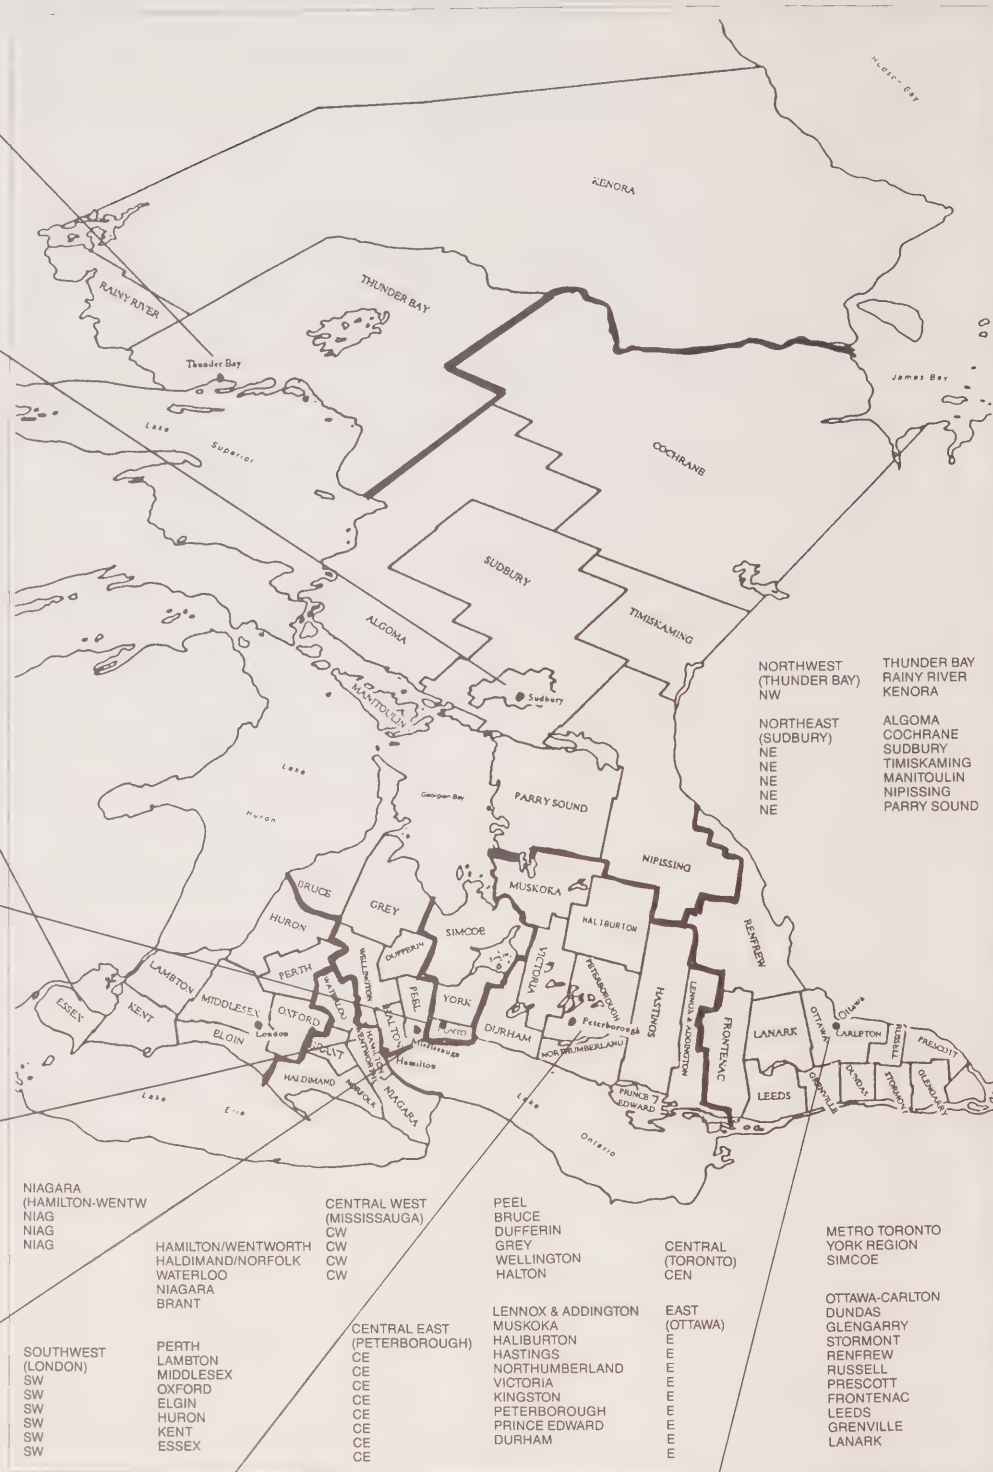 HUDSON BAY
KENORA
RAINY RIVER
THUNDER BAY
Thunder Bay
James Bay
Lake
Superior
COCHRANE
SUDBURY
ALGOMA
TIMISKAMING
Sudbury
MANITOULIN
Lake
Huron
Georgian Bay
PARRY SOUND
NIPISSING
BRUCE
GREY
MUSKOKA
HALIBURTON
RENFREW
HURON
SIMCOE
DUFFERIN
WELLINGTON
VICTORIA
PETERBOROUGH
HASTINGS
LENNOX & ADDINGTON
FRONTENAC
PERTH
WATERLOO
PEEL
YORK
HALTON
LAMBTON
MIDDLESEX
OXFORD
ESSEX
KENT
ELGIN
London
Mississauga
Hamilton
DURHAM
Peterborough
NORTHUMBERLAND
PRINCE
EDWARD
LANARK
OTTAWA
Ottawa
CARLETON
RUSSELL
PRESCOTT
LEEDS
GRENVILLE
DUNDAS
STORMONT
GLENGARRY
HAMILTON
WENTWORTH
HALDIMAND
NORFOLK
NIAGARA
Lake
Erie
Lake
Ontario
NORTHWEST THUNDER BAY
(THUNDER BAY) RAINY RIVER
NW KENORA
NORTHEAST ALGOMA
(SUDBURY) COCHRANE
NE SUDBURY
NE TIMISKAMING
NE MANITOULIN
NE NIPISSING
NE PARRY SOUND
NIAGARA
(HAMILTON-WENTW
NIAG
NIAG
NIAG
HAMILTON/WENTWORTH
HALDIMAND/NORFOLK
WATERLOO
NIAGARA
BRANT
CENTRAL WEST
(MISSISSAUGA)
CW
CW
CW
CW
PEEL
BRUCE
DUFFERIN
GREY
WELLINGTON
HALTON
CENTRAL
(TORONTO)
CEN
METRO TORONTO
YORK REGION
SIMCOE
SOUTHWEST
(LONDON)
SW
SW
SW
SW
SW
SW
PERTH
LAMBTON
MIDDLESEX
OXFORD
ELGIN
HURON
KENT
ESSEX
CENTRAL EAST
(PETERBOROUGH)
CE
CE
CE
CE
CE
CE
CE
CE
LENNOX & ADDINGTON
MUSKOKA
HALIBURTON
HASTINGS
NORTHUMBERLAND
VICTORIA
KINGSTON
PETERBOROUGH
PRINCE EDWARD
DURHAM
EAST
(OTTAWA)
E
E
E
E
E
E
E
E
E
OTTAWA-CARLTON
DUNDAS
GLENGARRY
STORMONT
RENFREW
RUSSELL
PRESCOTT
FRONTENAC
LEEDS
GRENVILLE
LANARK